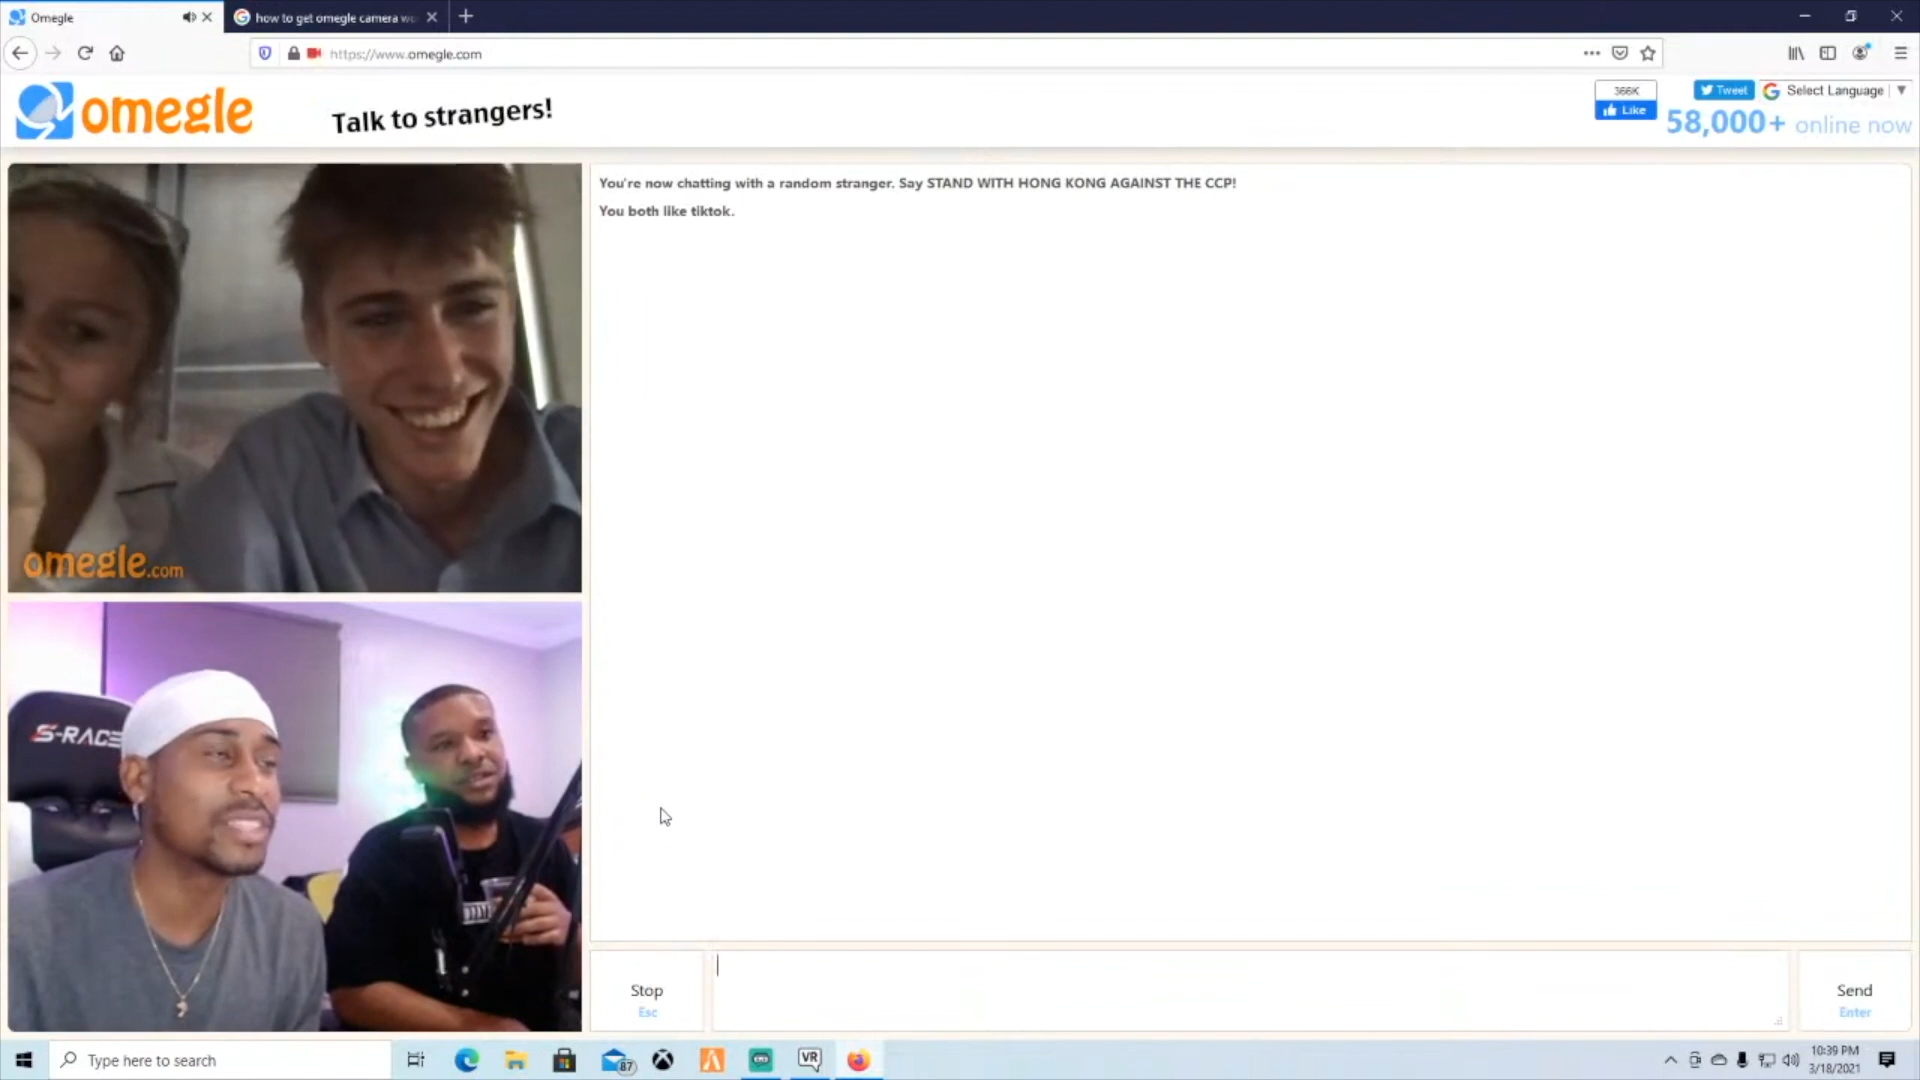 Omegle
how to get omegle camera wo
https://www.omegle.com
omegle
Talk to strangers!
366K
Like
Tweet
Select Language
58,000+ online now
You're now chatting with a random stranger. Say STAND WITH HONG KONG AGAINST THE CCP!
You both like tiktok.
omegle.com
S-RACE
Stop
Esc
Send
Enter
Type here to search
87
VR
10:39 PM
3/18/2021